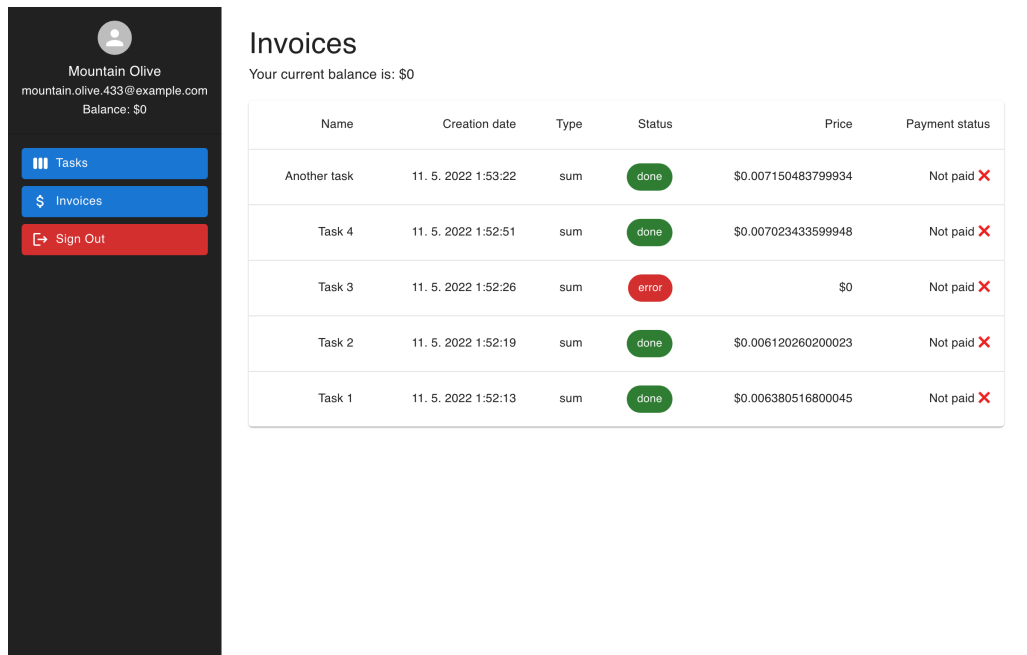 Mountain Olive
mountain.olive.433@example.com
Balance: $0
Tasks
Invoices
Sign Out
Invoices
Your current balance is: $0
Name Creation date Type Status Price Payment status
Another task 11. 5. 2022 1:53:22 sum done $0.007150483799934 Not paid ❌
Task 4 11. 5. 2022 1:52:51 sum done $0.007023433599948 Not paid ❌
Task 3 11. 5. 2022 1:52:26 sum error $0 Not paid ❌
Task 2 11. 5. 2022 1:52:19 sum done $0.006120260200023 Not paid ❌
Task 1 11. 5. 2022 1:52:13 sum done $0.006380516800045 Not paid ❌